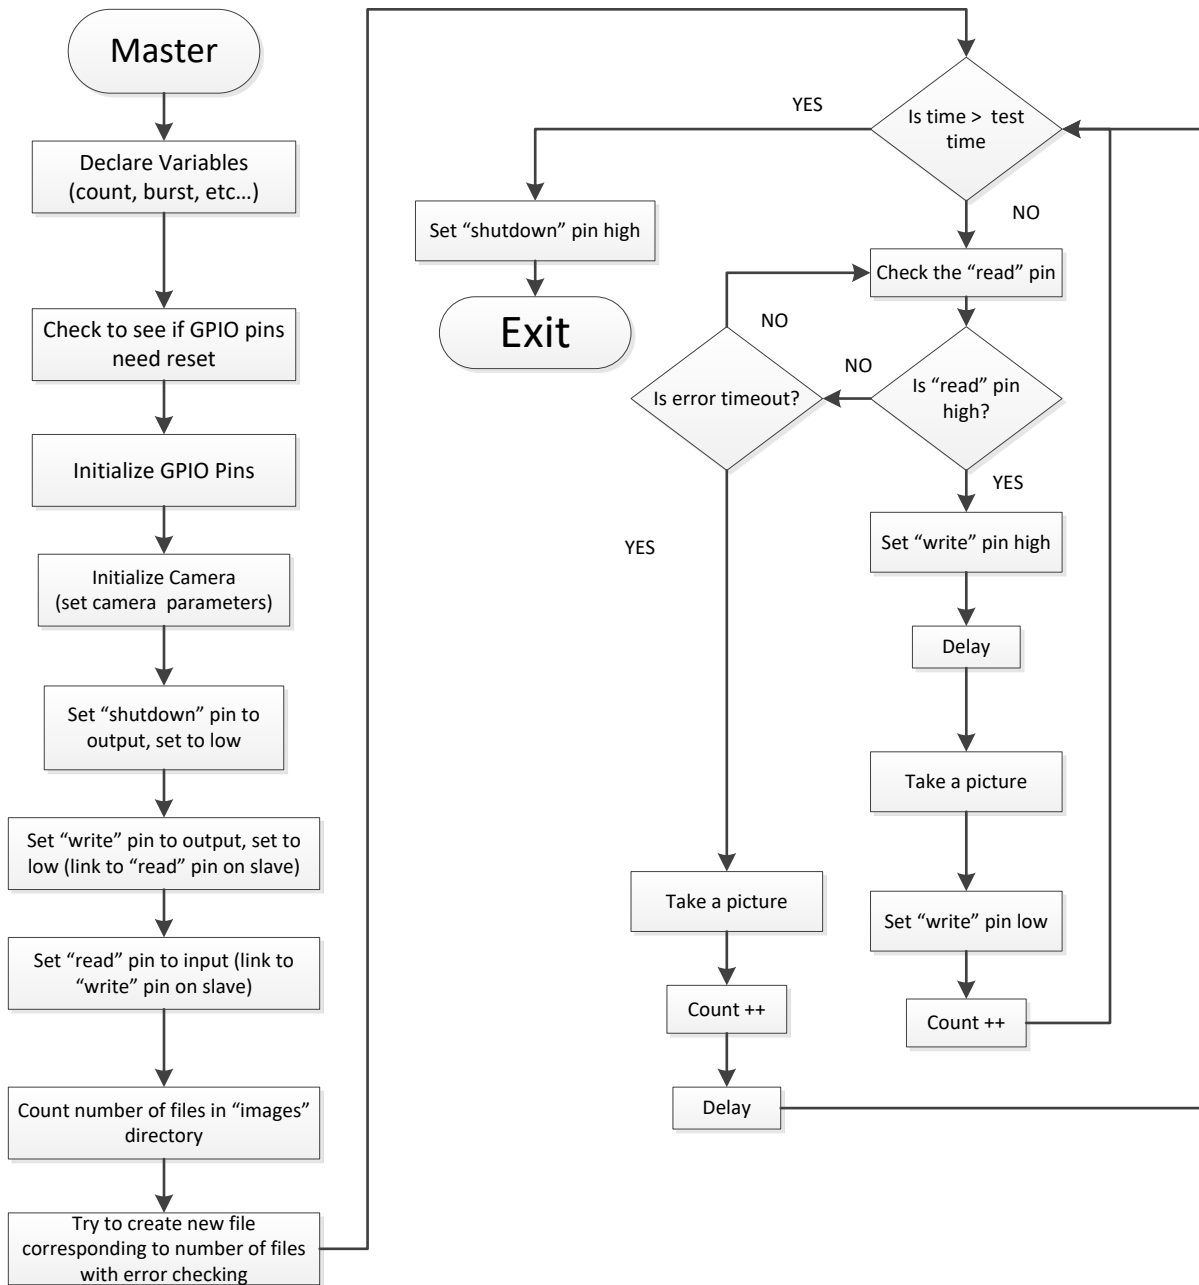 Master
Declare Variables
(count, burst, etc…)
Check to see if GPIO pins
need reset
Initialize GPIO Pins
Initialize Camera
(set camera parameters)
Set “shutdown” pin to
output, set to low
Set “write” pin to output, set to
low (link to “read” pin on slave)
Set “read” pin to input (link to
“write” pin on slave)
Count number of files in “images”
directory
Try to create new file
corresponding to number of files
with error checking
Is time > test
time
YES
NO
Set “shutdown” pin high
Exit
Check the “read” pin
Is “read” pin
high?
NO
YES
Is error timeout?
NO
YES
Set “write” pin high
Delay
Take a picture
Set “write” pin low
Count ++
Take a picture
Count ++
Delay